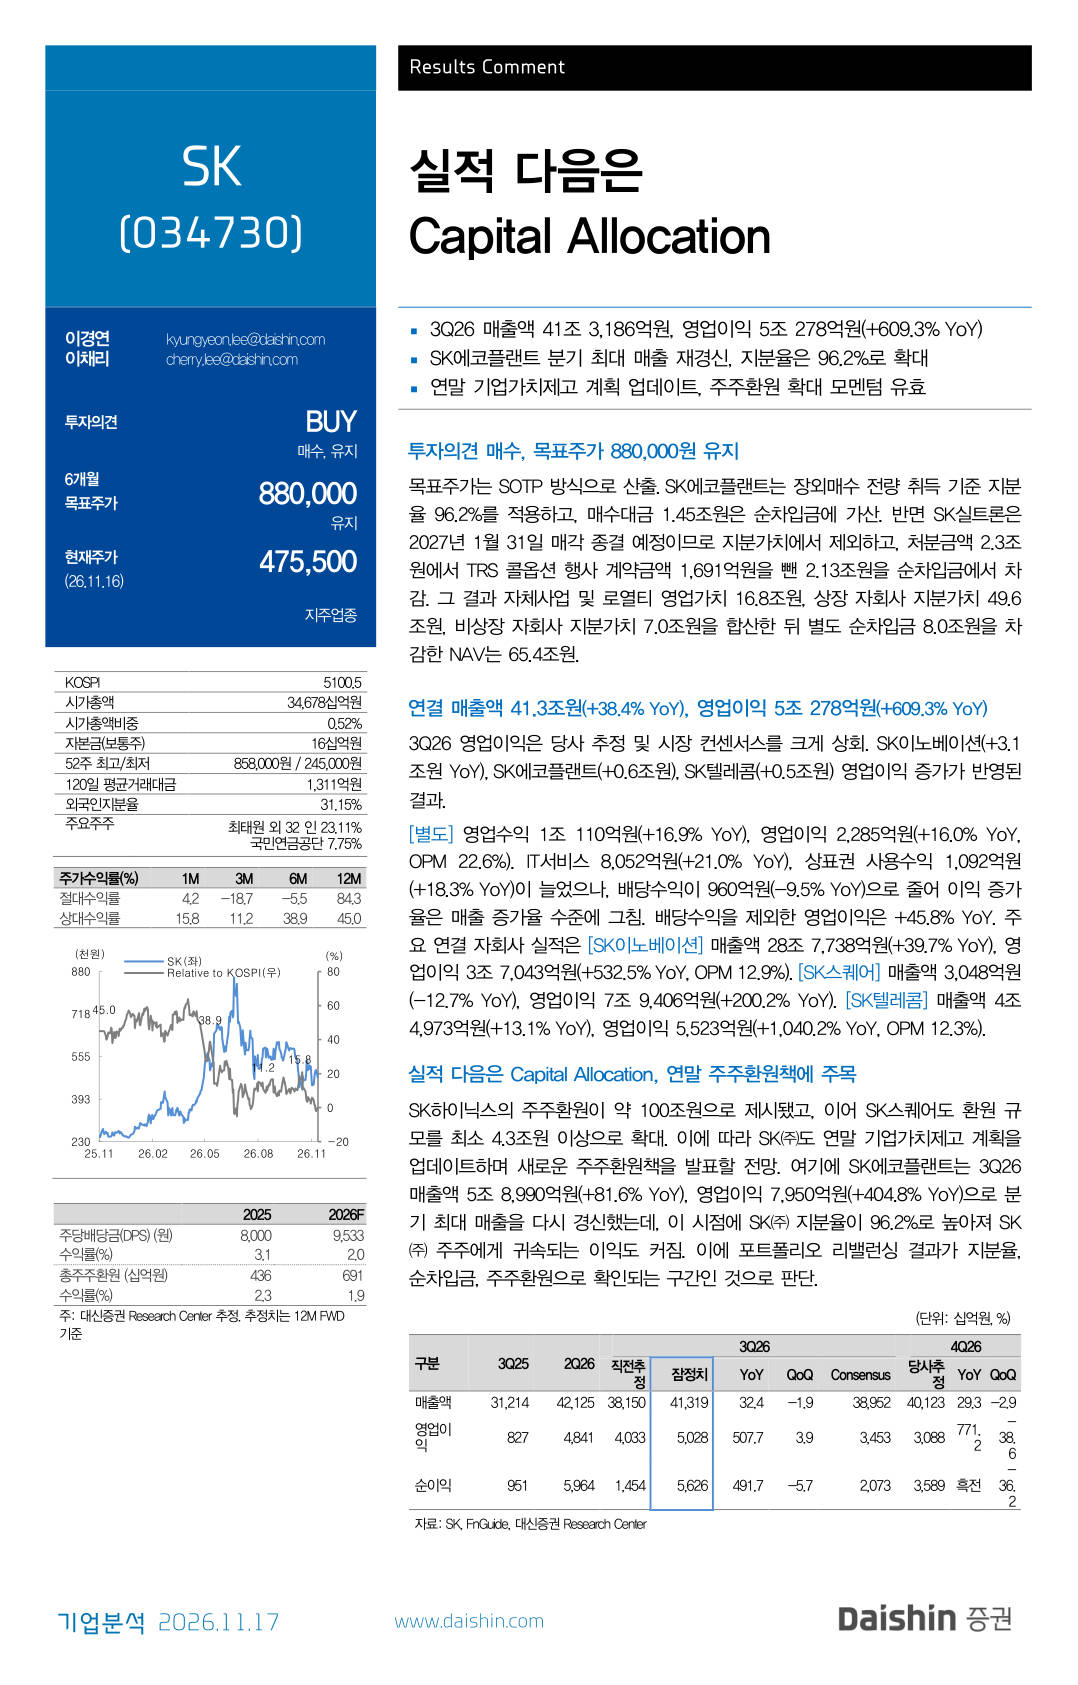 Results Comment
SK
(034730)
실적 다음은
Capital Allocation
이경연 kyungyeon.lee@daishin.com
이채리 cherry.lee@daishin.com
투자의견 BUY
매수, 유지
6개월
목표주가 880,000
유지
현재주가 475,500
(26.11.16)
지주업종
▪ 3Q26 매출액 41조 3,186억원, 영업이익 5조 278억원(+609.3% YoY)
▪ SK에코플랜트 분기 최대 매출 재경신, 지분율은 96.2%로 확대
▪ 연말 기업가치제고 계획 업데이트, 주주환원 확대 모멘텀 유효
KOSPI 5100.5
시가총액 34,678십억원
시가총액비중 0.52%
자본금(보통주) 16십억원
52주 최고/최저 858,000원 / 245,000원
120일 평균거래대금 1,311억원
외국인지분율 31.15%
주요주주 최태원 외 32 인 23.11%
국민연금공단 7.75%
주가수익률(%) 1M 3M 6M 12M
절대수익률 4.2 -18.7 -5.5 84.3
상대수익률 15.8 11.2 38.9 45.0
(천원) (%)
SK(좌)
Relative to KOSPI(우)
880 80
718 60
555 40
20
393 0
230 -20
45.0 38.9 11.2 15.8
25.11 26.02 26.05 26.08 26.11
2025 2026F
주당배당금(DPS) (원) 8,000 9,533
수익률(%) 3.1 2.0
총주주환원 (십억원) 436 691
수익률(%) 2.3 1.9
주: 대신증권 Research Center 추정. 추정치는 12M FWD
기준
투자의견 매수, 목표주가 880,000원 유지
목표주가는 SOTP 방식으로 산출. SK에코플랜트는 장외매수 전량 취득 기준 지분
율 96.2%를 적용하고, 매수대금 1.45조원은 순차입금에 가산. 반면 SK실트론은
2027년 1월 31일 매각 종결 예정이므로 지분가치에서 제외하고, 처분금액 2.3조
원에서 TRS 콜옵션 행사 계약금액 1,691억원을 뺀 2.13조원을 순차입금에서 차
감. 그 결과 자체사업 및 로열티 영업가치 16.8조원, 상장 자회사 지분가치 49.6
조원, 비상장 자회사 지분가치 7.0조원을 합산한 뒤 별도 순차입금 8.0조원을 차
감한 NAV는 65.4조원.
연결 매출액 41.3조원(+38.4% YoY), 영업이익 5조 278억원(+609.3% YoY)
3Q26 영업이익은 당사 추정 및 시장 컨센서스를 크게 상회. SK이노베이션(+3.1
조원 YoY), SK에코플랜트(+0.6조원), SK텔레콤(+0.5조원) 영업이익 증가가 반영된
결과.
[별도] 영업수익 1조 110억원(+16.9% YoY), 영업이익 2,285억원(+16.0% YoY,
OPM 22.6%). IT서비스 8,052억원(+21.0% YoY), 상표권 사용수익 1,092억원
(+18.3% YoY)이 늘었으나, 배당수익이 960억원(-9.5% YoY)으로 줄어 이익 증가
율은 매출 증가율 수준에 그침. 배당수익을 제외한 영업이익은 +45.8% YoY. 주
요 연결 자회사 실적은 [SK이노베이션] 매출액 28조 7,738억원(+39.7% YoY), 영
업이익 3조 7,043억원(+532.5% YoY, OPM 12.9%). [SK스퀘어] 매출액 3,048억원
(-12.7% YoY), 영업이익 7조 9,406억원(+200.2% YoY). [SK텔레콤] 매출액 4조
4,973억원(+13.1% YoY), 영업이익 5,523억원(+1,040.2% YoY, OPM 12.3%).
실적 다음은 Capital Allocation, 연말 주주환원책에 주목
SK하이닉스의 주주환원이 약 100조원으로 제시됐고, 이어 SK스퀘어도 환원 규
모를 최소 4.3조원 이상으로 확대. 이에 따라 SK㈜도 연말 기업가치제고 계획을
업데이트하며 새로운 주주환원책을 발표할 전망. 여기에 SK에코플랜트는 3Q26
매출액 5조 8,990억원(+81.6% YoY), 영업이익 7,950억원(+404.8% YoY)으로 분
기 최대 매출을 다시 경신했는데, 이 시점에 SK㈜ 지분율이 96.2%로 높아져 SK
㈜ 주주에게 귀속되는 이익도 커짐. 이에 포트폴리오 리밸런싱 결과가 지분율,
순차입금, 주주환원으로 확인되는 구간인 것으로 판단.
(단위: 십억원, %)
3Q26 4Q26
구분 3Q25 2Q26 직전추정 잠정치 YoY QoQ Consensus 당사추정 YoY QoQ
매출액 31,214 42,125 38,150 41,319 32.4 -1.9 38,952 40,123 29.3 -2.9
영업이익 827 4,841 4,033 5,028 507.7 3.9 3,453 3,088 771.2 -38.6
순이익 951 5,964 1,454 5,626 491.7 -5.7 2,073 3,589 흑전 -36.2
자료: SK, FnGuide, 대신증권 Research Center
기업분석 2026.11.17
www.daishin.com
Daishin 증권